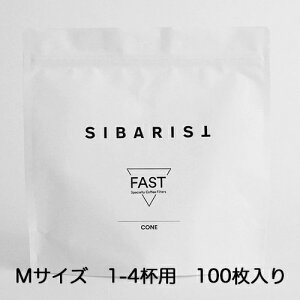 SIBARIST
FAST
Specialty Coffee Filters
CONE
Mサイズ　1-4杯用　100枚入り